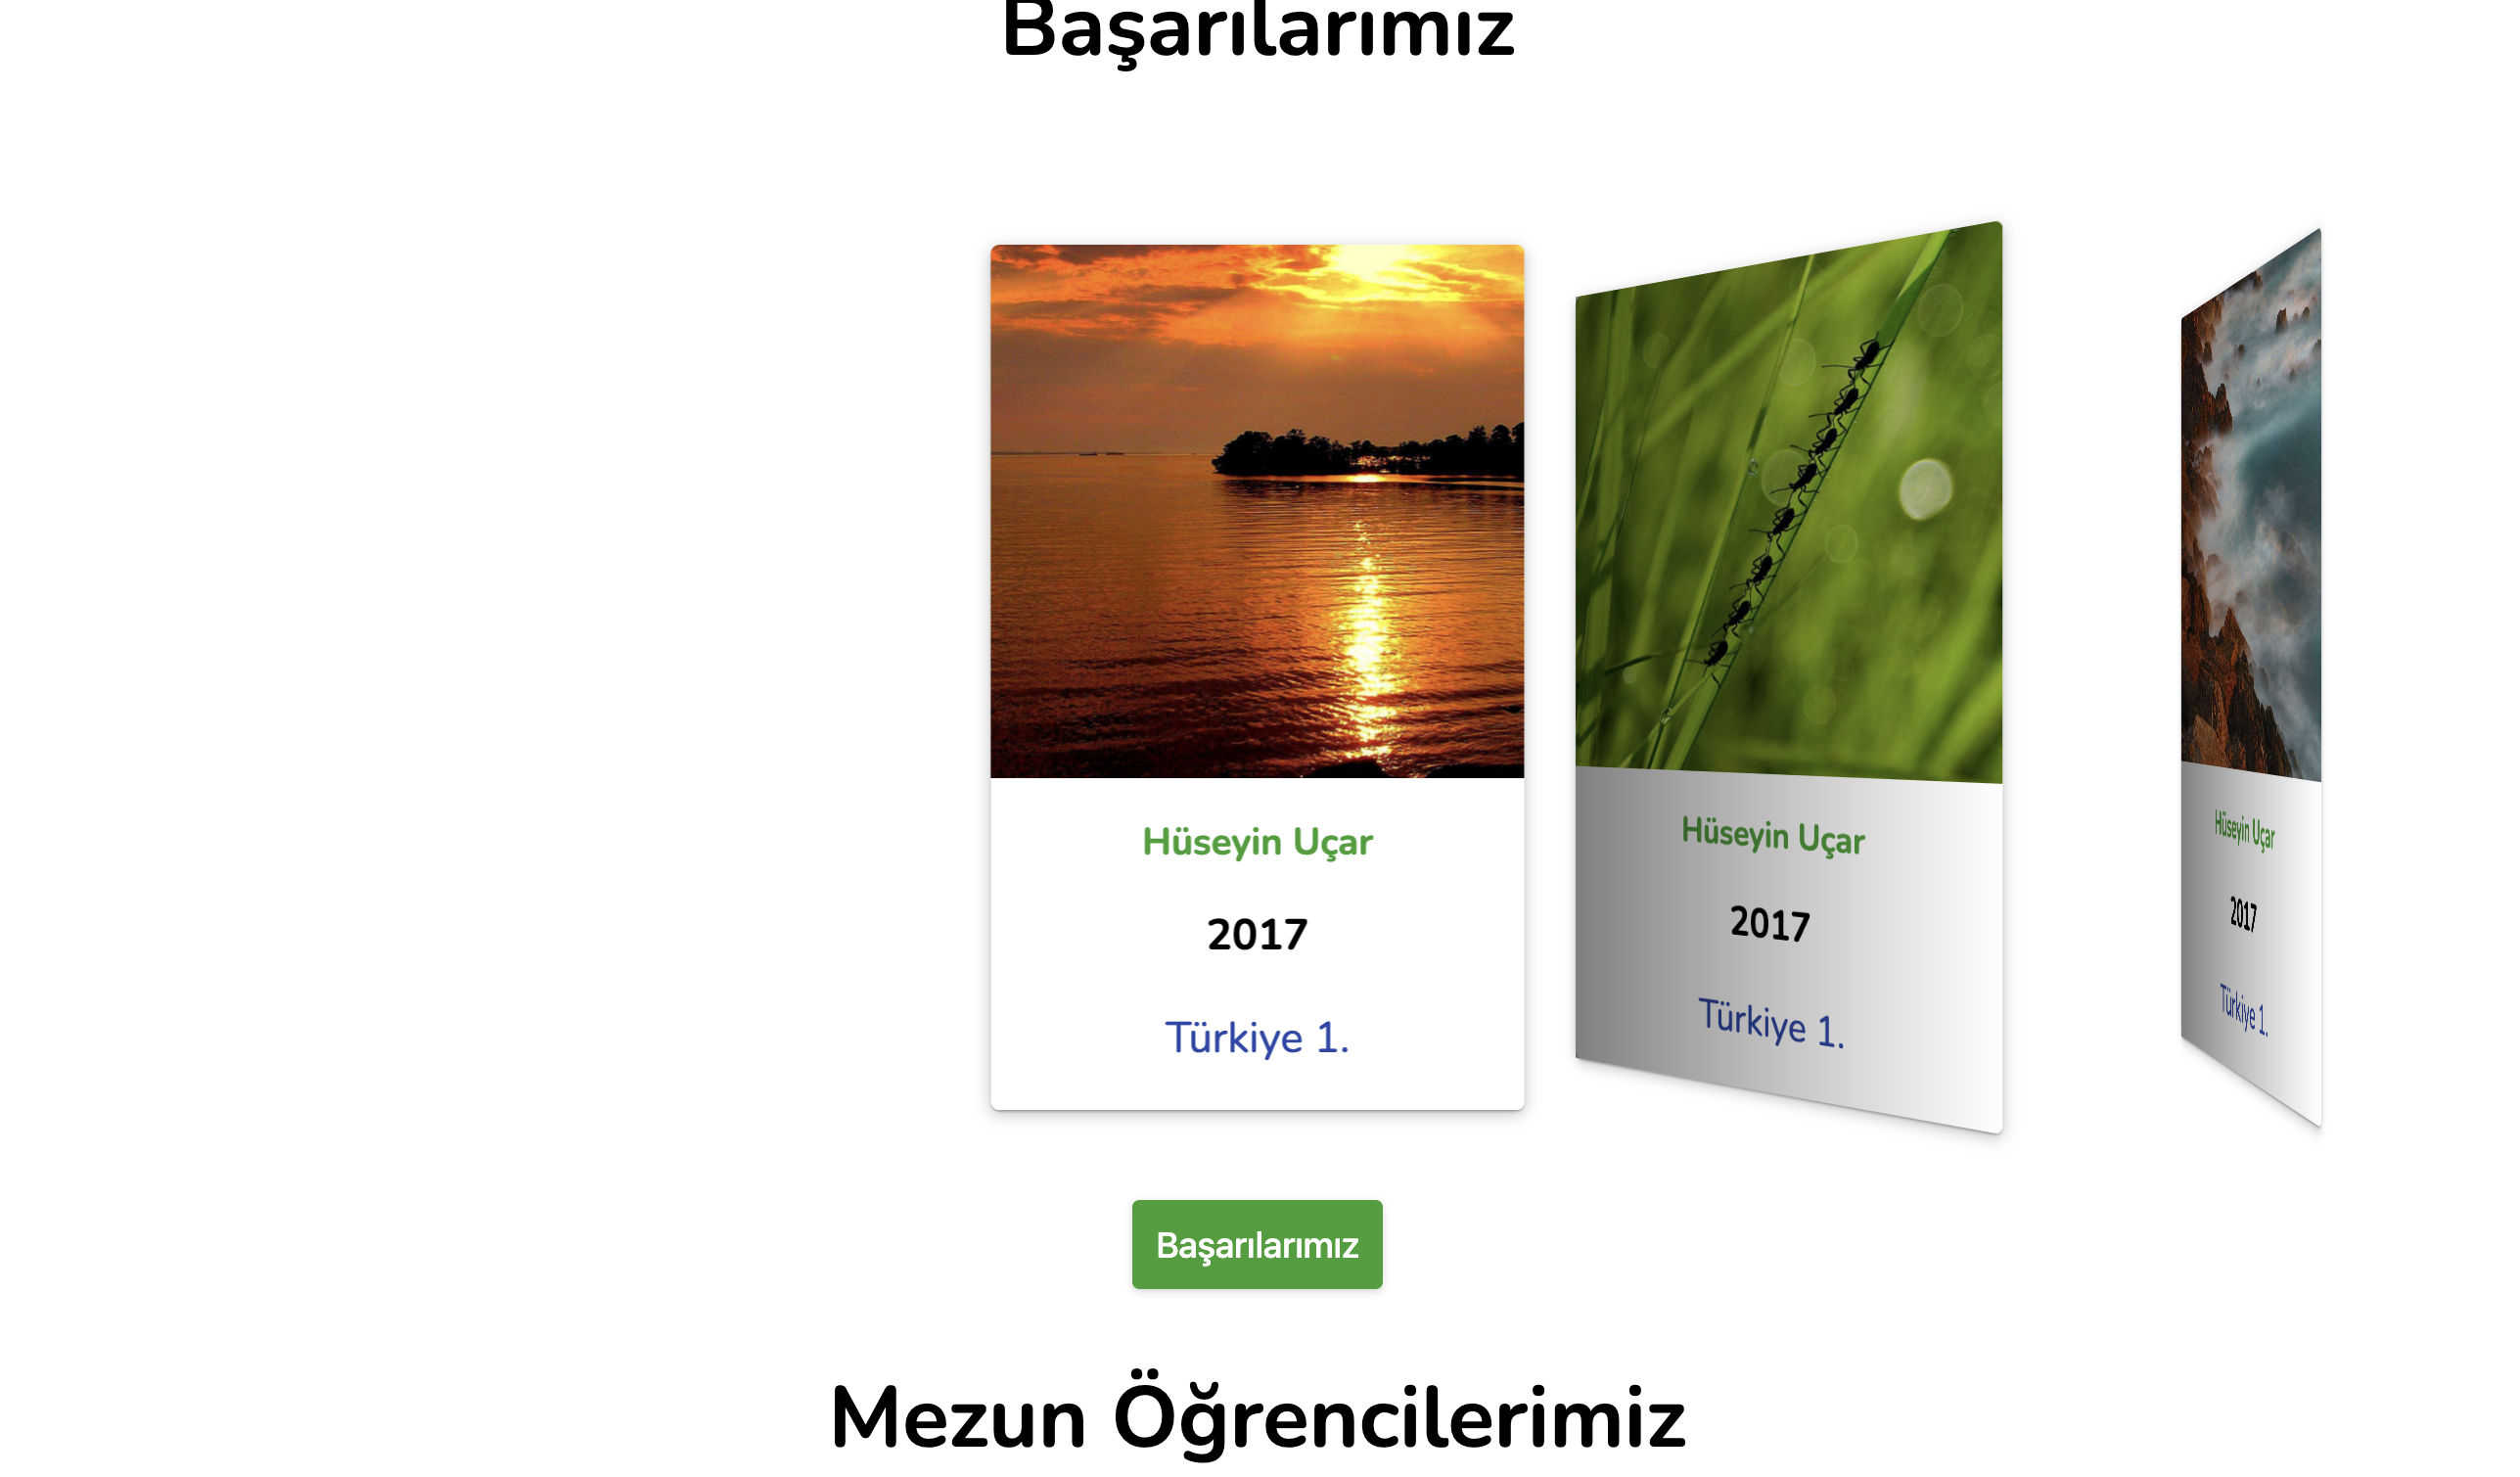 Başarılarımız
Hüseyin Uçar
2017
Türkiye 1.
Hüseyin Uçar
2017
Türkiye 1.
Hüseyin Uçar
2017
Türkiye 1.
Başarılarımız
Mezun Öğrencilerimiz